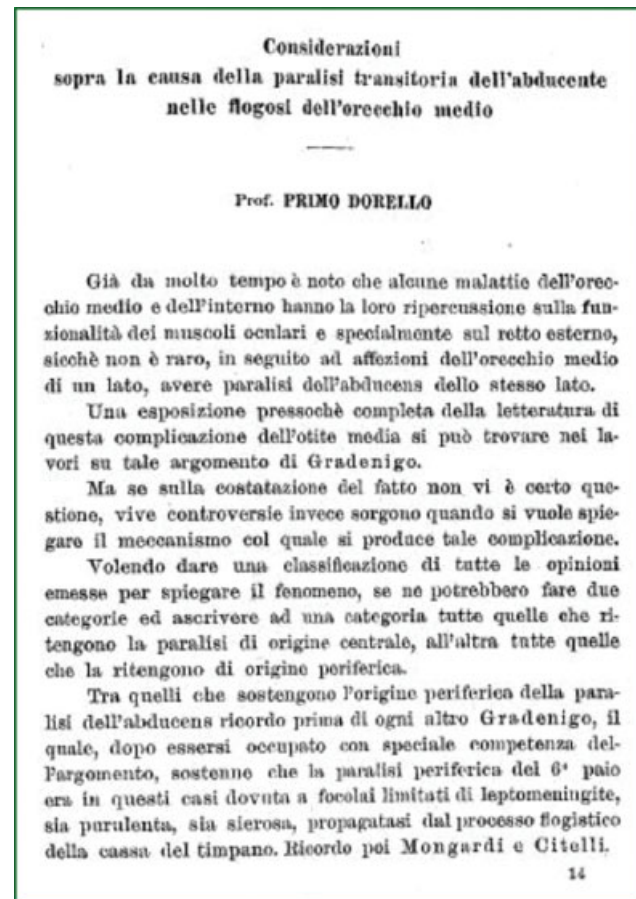 Considerazioni
sopra la causa della paralisi transitoria dell'abducente
nelle flogosi dell'orecchio medio
Prof. PRIMO DORELLO
Già da molto tempo è noto che alcune malattie dell'orec-
chio medio e dell'interno hanno la loro ripercussione sulla fun-
zionalità dei muscoli oculari e specialmente sul retto esterno,
sicchè non è raro, in seguito ad affezioni dell'orecchio medio
di un lato, avere paralisi dell'abducens dello stesso lato.
Una esposizione pressochè completa della letteratura di
questa complicazione dell'otite media si può trovare nei la-
vori su tale argomento di Gradenigo.
Ma se sulla costatazione del fatto non vi è certo que-
stione, vive controversie invece sorgono quando si vuole spie-
gare il meccanismo col quale si produce tale complicazione.
Volendo dare una classificazione di tutte le opinioni
emesse per spiegare il fenomeno, se ne potrebbero fare due
categorie ed ascrivere ad una categoria tutte quelle che ri-
tengono la paralisi di origine centrale, all'altra tutte quelle
che la ritengono di origine periferica.
Tra quelli che sostengono l'origine periferica della para-
lisi dell'abducens ricordo prima di ogni altro Gradenigo, il
quale, dopo essersi occupato con speciale competenza del-
l'argomento, sostenne che la paralisi periferica del 6° paio
era in questi casi dovuta a focolai limitati di leptomeningite,
sia purulenta, sia sierosa, propagatasi dal processo flogistico
della cassa del timpano. Ricordo poi Mongardi e Citelli.
14